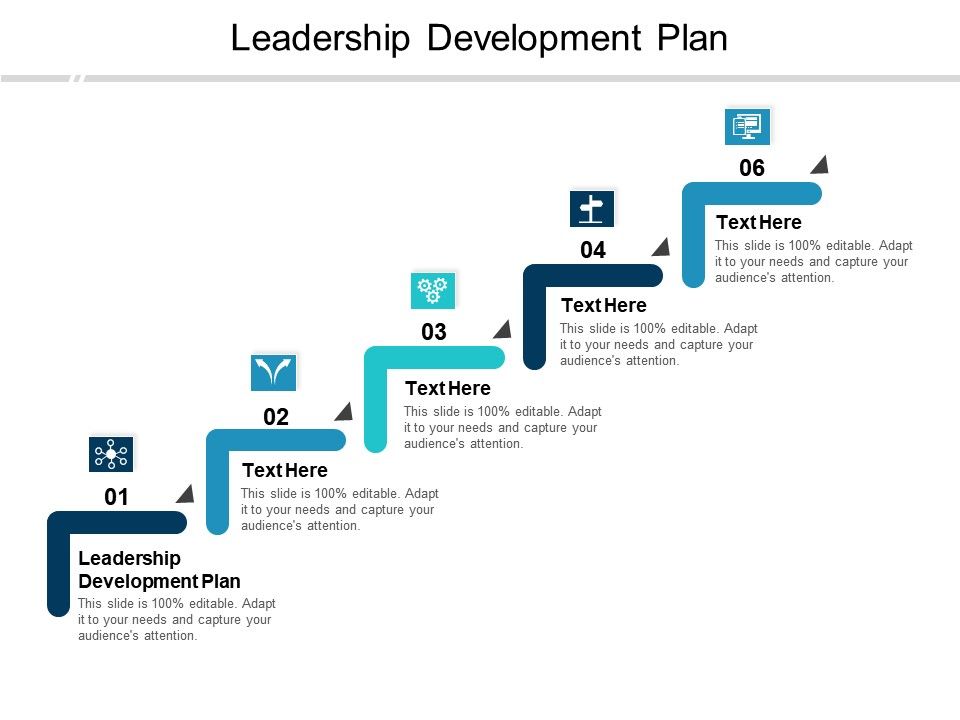 Leadership Development Plan
01
Leadership
Development Plan
This slide is 100% editable. Adapt
it to your needs and capture your
audience's attention.
02
Text Here
This slide is 100% editable. Adapt
it to your needs and capture your
audience's attention.
03
Text Here
This slide is 100% editable. Adapt
it to your needs and capture your
audience's attention.
04
Text Here
This slide is 100% editable. Adapt
it to your needs and capture your
audience's attention.
06
Text Here
This slide is 100% editable. Adapt
it to your needs and capture your
audience's attention.